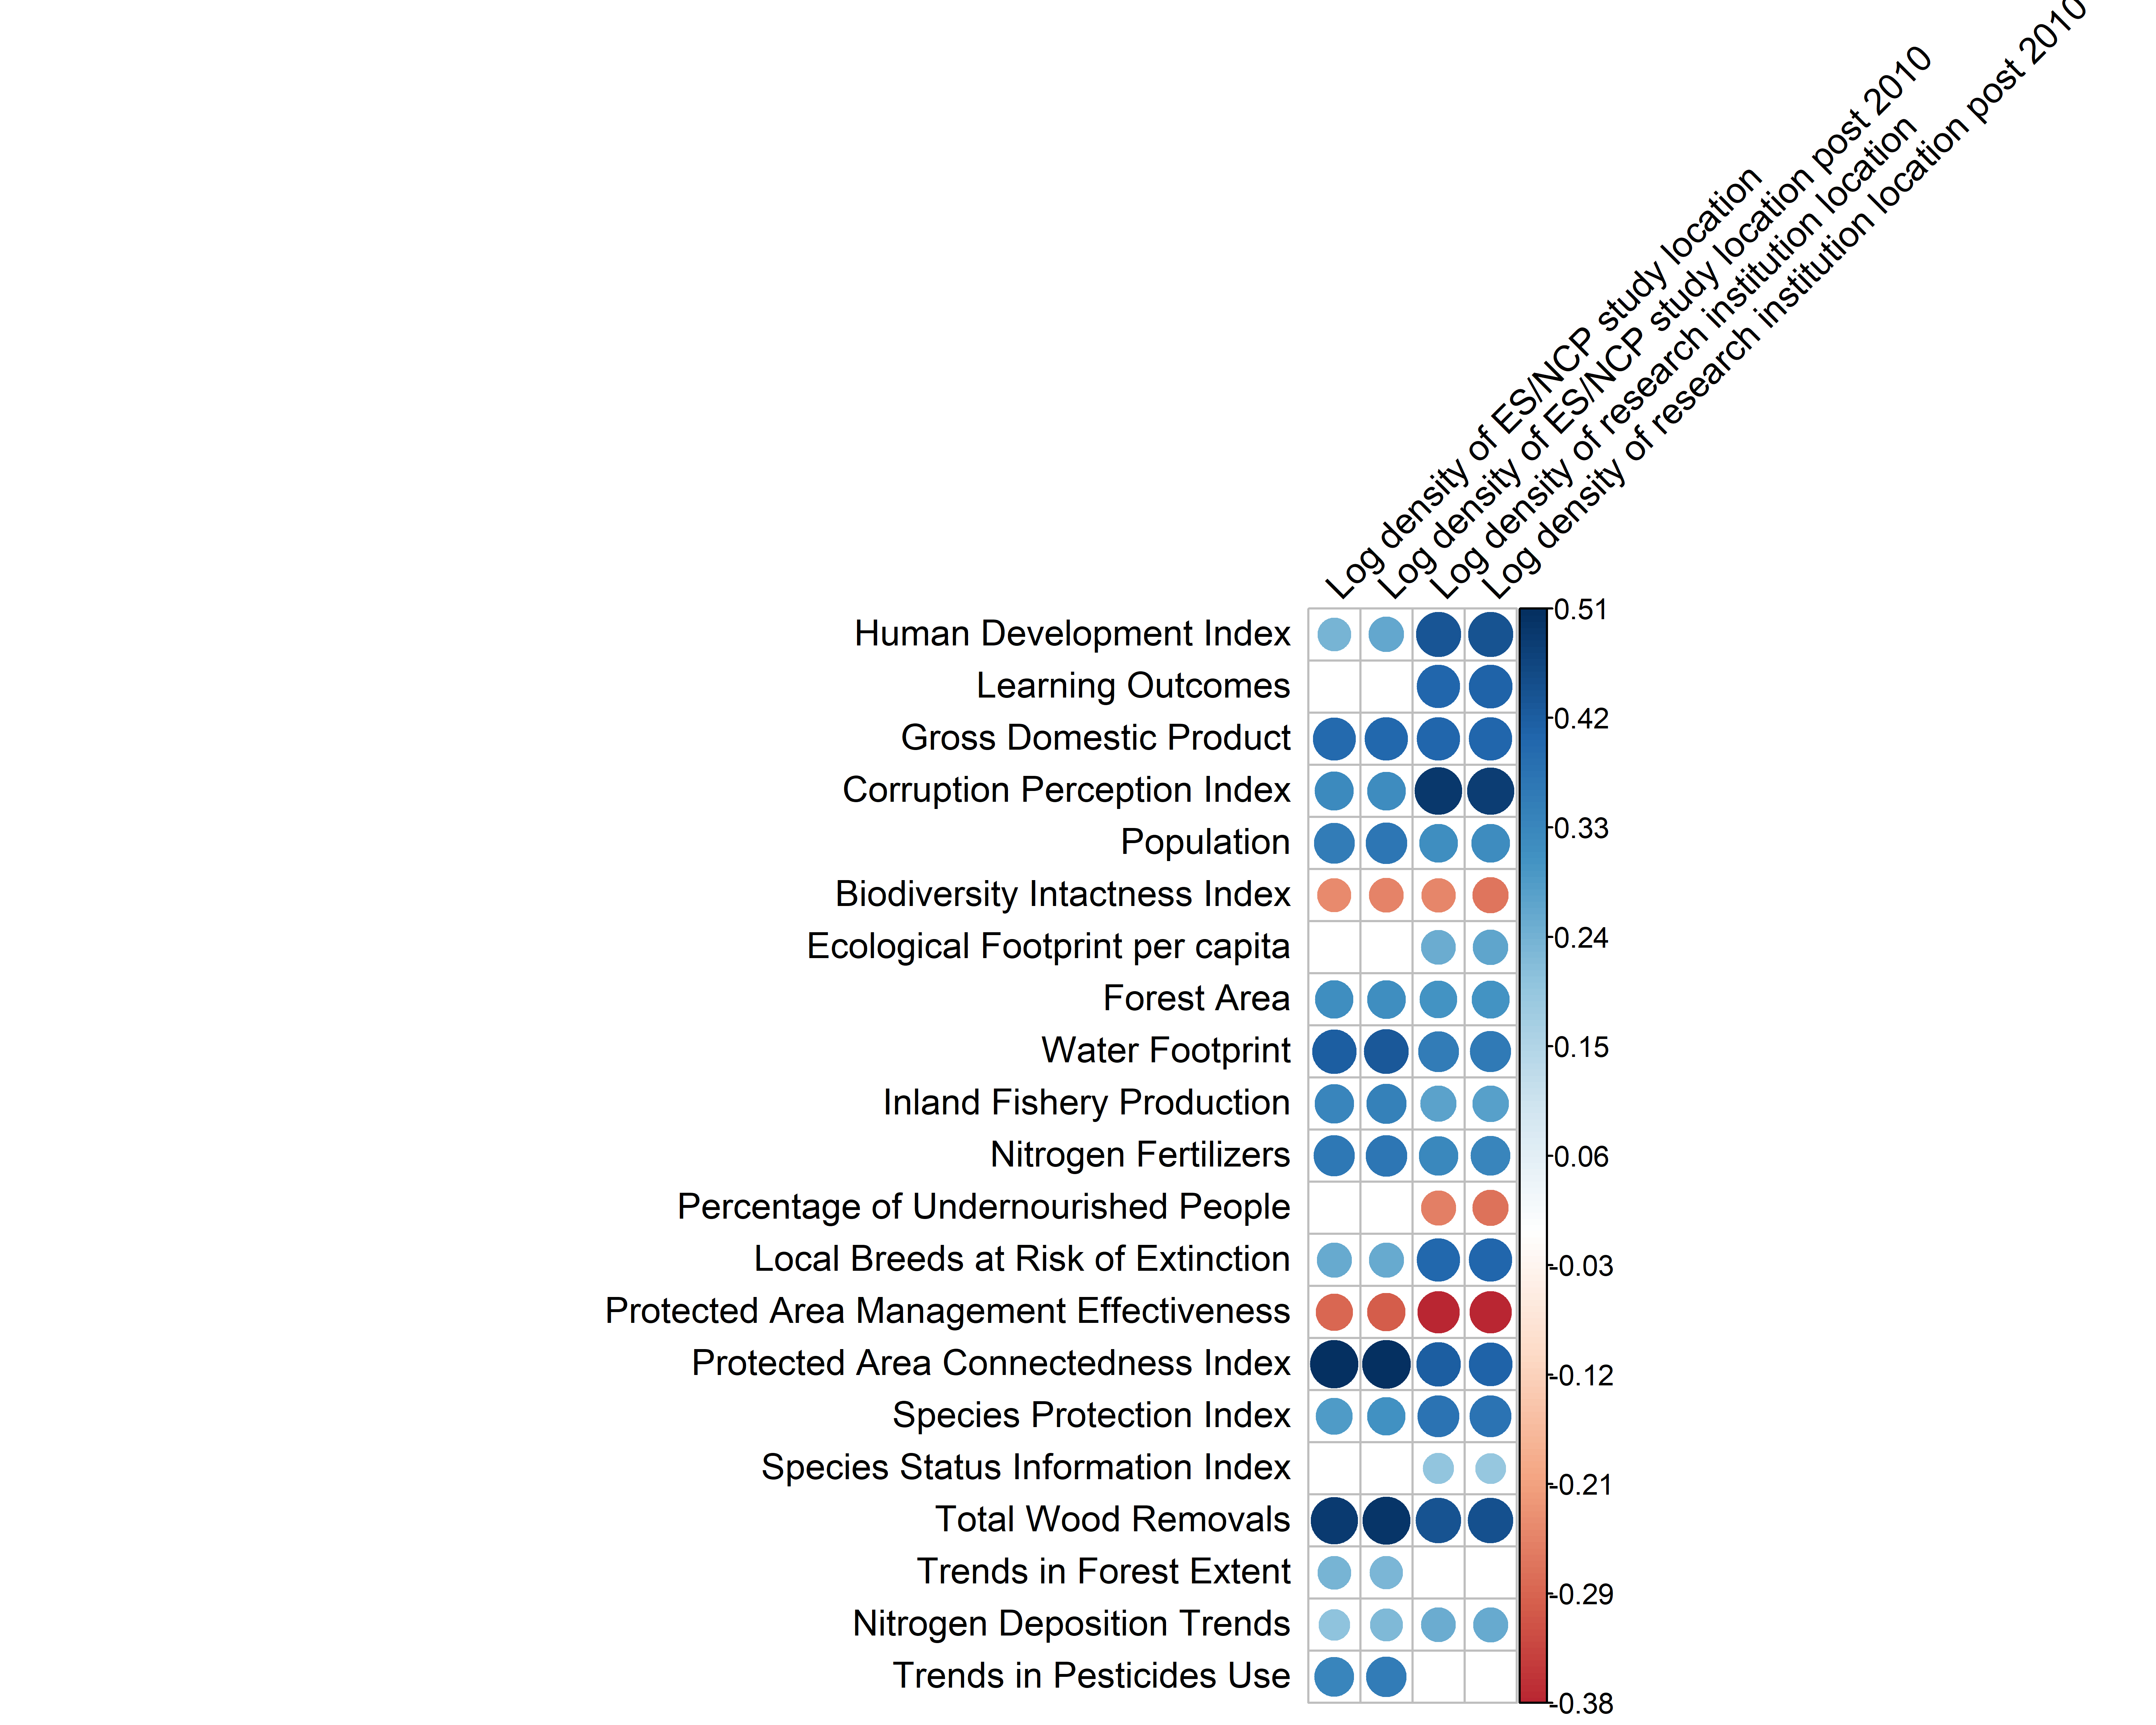 Log density of ES/NCP study location
Log density of ES/NCP study location post 2010
Log density of research institution location
Log density of research institution location post 2010
Human Development Index
Learning Outcomes
Gross Domestic Product
Corruption Perception Index
Population
Biodiversity Intactness Index
Ecological Footprint per capita
Forest Area
Water Footprint
Inland Fishery Production
Nitrogen Fertilizers
Percentage of Undernourished People
Local Breeds at Risk of Extinction
Protected Area Management Effectiveness
Protected Area Connectedness Index
Species Protection Index
Species Status Information Index
Total Wood Removals
Trends in Forest Extent
Nitrogen Deposition Trends
Trends in Pesticides Use
0.51
0.42
0.33
0.24
0.15
0.06
-0.03
-0.12
-0.21
-0.29
-0.38